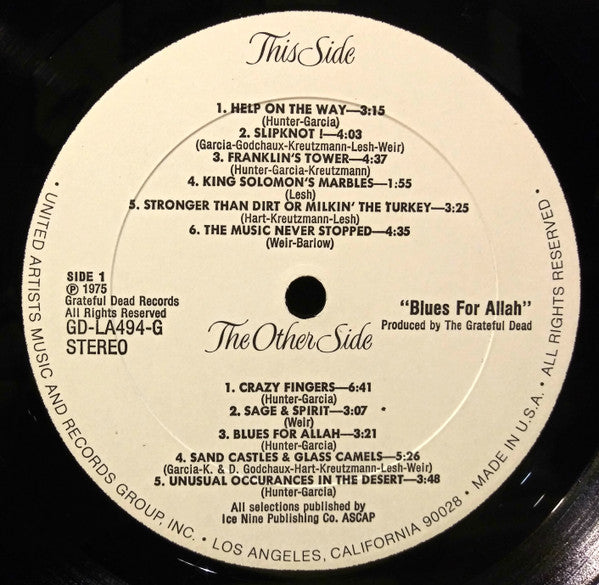 This Side
1. HELP ON THE WAY—3:15
(Hunter-Garcia)
2. SLIPKNOT !—4:03
(Garcia-Godchaux-Kreutzmann-Lesh-Weir)
3. FRANKLIN'S TOWER—4:37
(Hunter-Garcia-Kreutzmann)
4. KING SOLOMON'S MARBLES—1:55
(Lesh)
5. STRONGER THAN DIRT OR MILKIN' THE TURKEY—3:25
(Hart-Kreutzmann-Lesh)
6. THE MUSIC NEVER STOPPED—4:35
(Weir-Barlow)
SIDE 1
℗ 1975
Grateful Dead Records
All Rights Reserved
GD-LA494-G
STEREO
"Blues For Allah"
Produced by The Grateful Dead
The Other Side
1. CRAZY FINGERS—6:41
(Hunter-Garcia)
2. SAGE & SPIRIT—3:07
(Weir)
3. BLUES FOR ALLAH—3:21
(Hunter-Garcia)
4. SAND CASTLES & GLASS CAMELS—5:26
(Garcia-K. & D. Godchaux-Hart-Kreutzmann-Lesh-Weir)
5. UNUSUAL OCCURANCES IN THE DESERT—3:48
(Hunter-Garcia)
All selections published by
Ice Nine Publishing Co. ASCAP
• UNITED ARTISTS MUSIC AND RECORDS GROUP, INC. • LOS ANGELES, CALIFORNIA 90028 • MADE IN U.S.A. • ALL RIGHTS RESERVED •